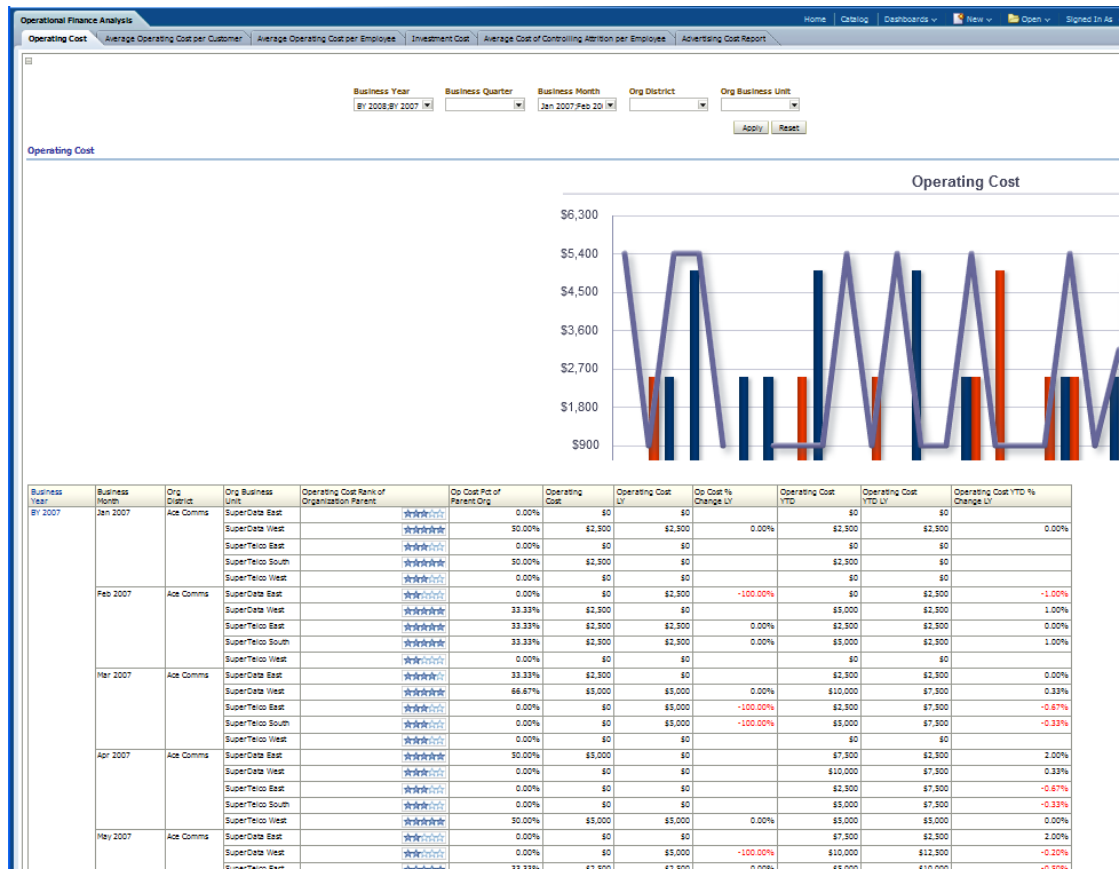 Operational Finance Analysis
Home Catalog Dashboards New Open Signed In As
Operating Cost Average Operating Cost per Customer Average Operating Cost per Employee Investment Cost Average Cost of Controlling Attrition per Employee Advertising Cost Report
Business Year Business Quarter Business Month Org District Org Business Unit
BY 2008;BY 2007 Jan 2007;Feb 20
Apply Reset
Operating Cost
Operating Cost
$6,300
$5,400
$4,500
$3,600
$2,700
$1,800
$900
Business Year Business Month Org District Org Business Unit Operating Cost Rank of Organization Parent Op Cost Pct of Parent Org Operating Cost Operating Cost LY Op Cost % Change LY Operating Cost YTD Operating Cost YTD LY Operating Cost YTD % Change LY
BY 2007 Jan 2007 Ace Comms SuperData East 0.00% $0 $0 $0 $0
SuperData West 50.00% $2,500 $2,500 0.00% $2,500 $2,500 0.00%
SuperTelco East 0.00% $0 $0 $0 $0
SuperTelco South 50.00% $2,500 $0 $2,500 $0
SuperTelco West 0.00% $0 $0 $0 $0
Feb 2007 Ace Comms SuperData East 0.00% $0 $2,500 -100.00% $0 $2,500 -1.00%
SuperData West 33.33% $2,500 $0 $5,000 $2,500 1.00%
SuperTelco East 33.33% $2,500 $2,500 0.00% $2,500 $2,500 0.00%
SuperTelco South 33.33% $2,500 $2,500 0.00% $5,000 $2,500 1.00%
SuperTelco West 0.00% $0 $0 $0 $0
Mar 2007 Ace Comms SuperData East 33.33% $2,500 $0 $2,500 $2,500 0.00%
SuperData West 66.67% $5,000 $5,000 0.00% $10,000 $7,500 0.33%
SuperTelco East 0.00% $0 $5,000 -100.00% $2,500 $7,500 -0.67%
SuperTelco South 0.00% $0 $5,000 -100.00% $5,000 $7,500 -0.33%
SuperTelco West 0.00% $0 $0 $0 $0
Apr 2007 Ace Comms SuperData East 50.00% $5,000 $0 $7,500 $2,500 2.00%
SuperData West 0.00% $0 $0 $10,000 $7,500 0.33%
SuperTelco East 0.00% $0 $0 $2,500 $7,500 -0.67%
SuperTelco South 0.00% $0 $0 $5,000 $7,500 -0.33%
SuperTelco West 50.00% $5,000 $5,000 0.00% $5,000 $5,000 0.00%
May 2007 Ace Comms SuperData East 0.00% $0 $0 $7,500 $2,500 2.00%
SuperData West 0.00% $0 $5,000 -100.00% $10,000 $12,500 -0.20%
SuperTelco East 33.33% $2,500 $2,500 0.00% $5,000 $10,000 -0.50%